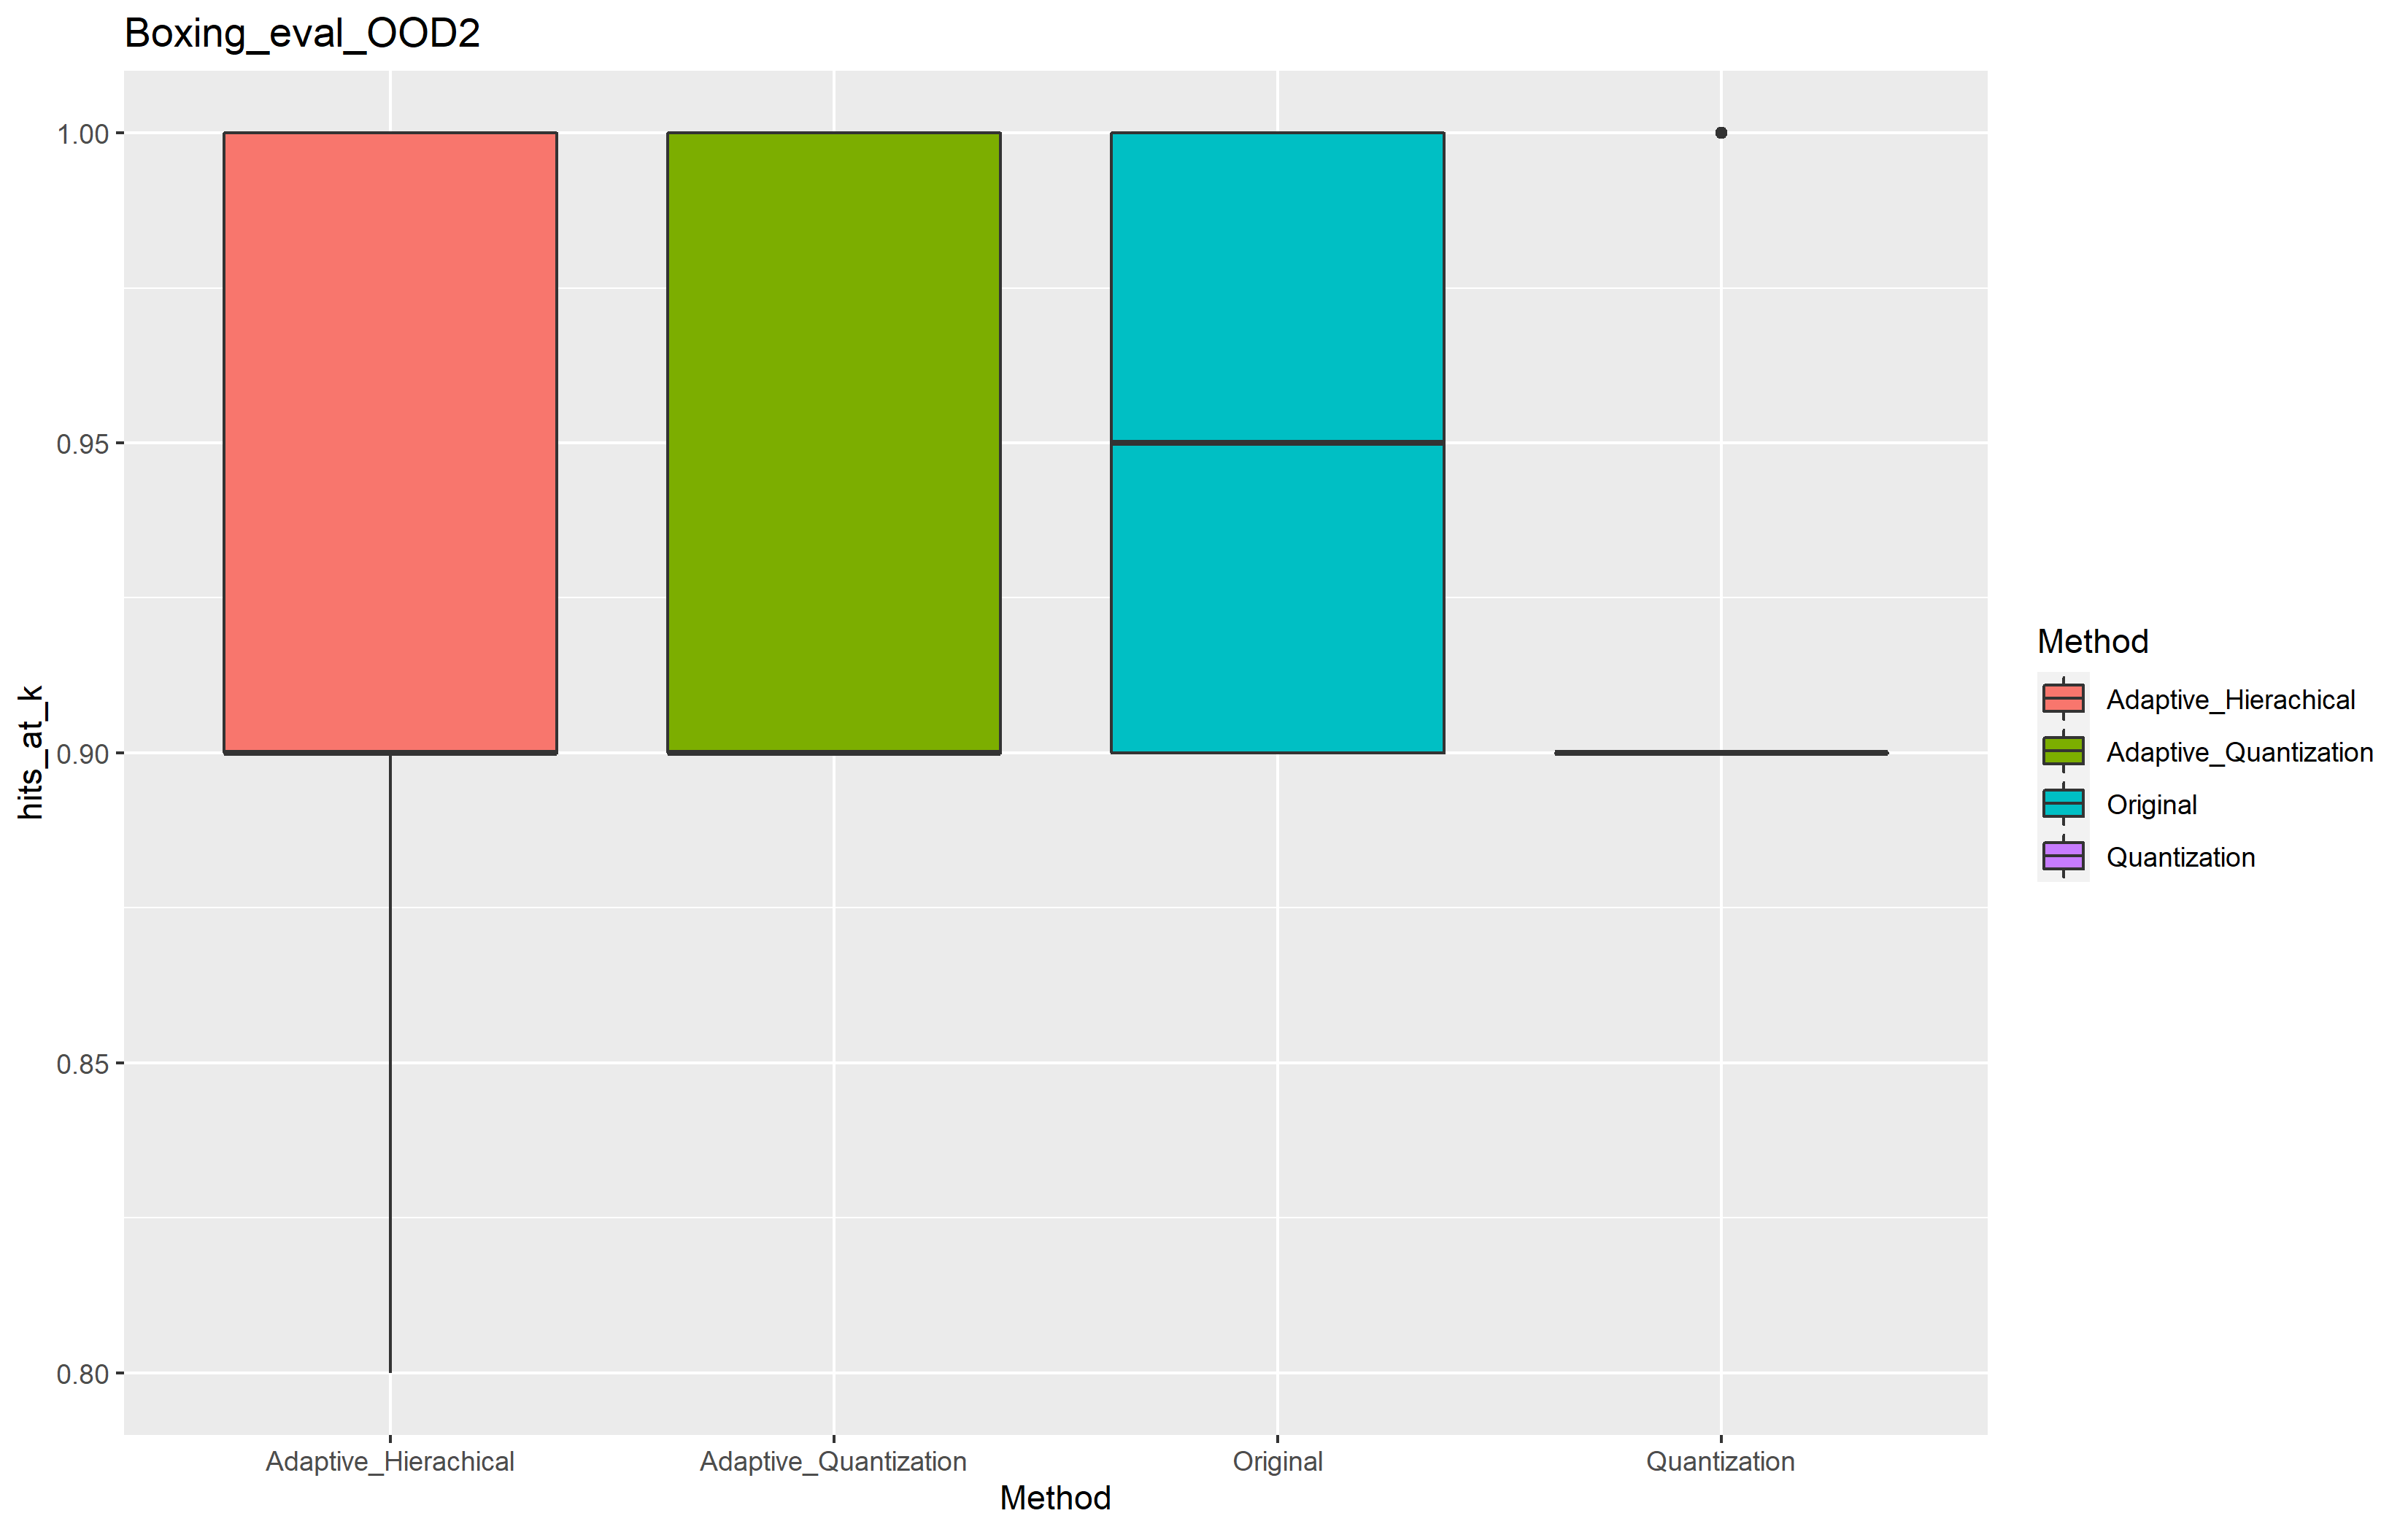 Boxing_eval_OOD2
hits_at_k
1.00
0.95
0.90
0.85
0.80
Adaptive_Hierachical
Adaptive_Quantization
Original
Quantization
Method
Method
Adaptive_Hierachical
Adaptive_Quantization
Original
Quantization